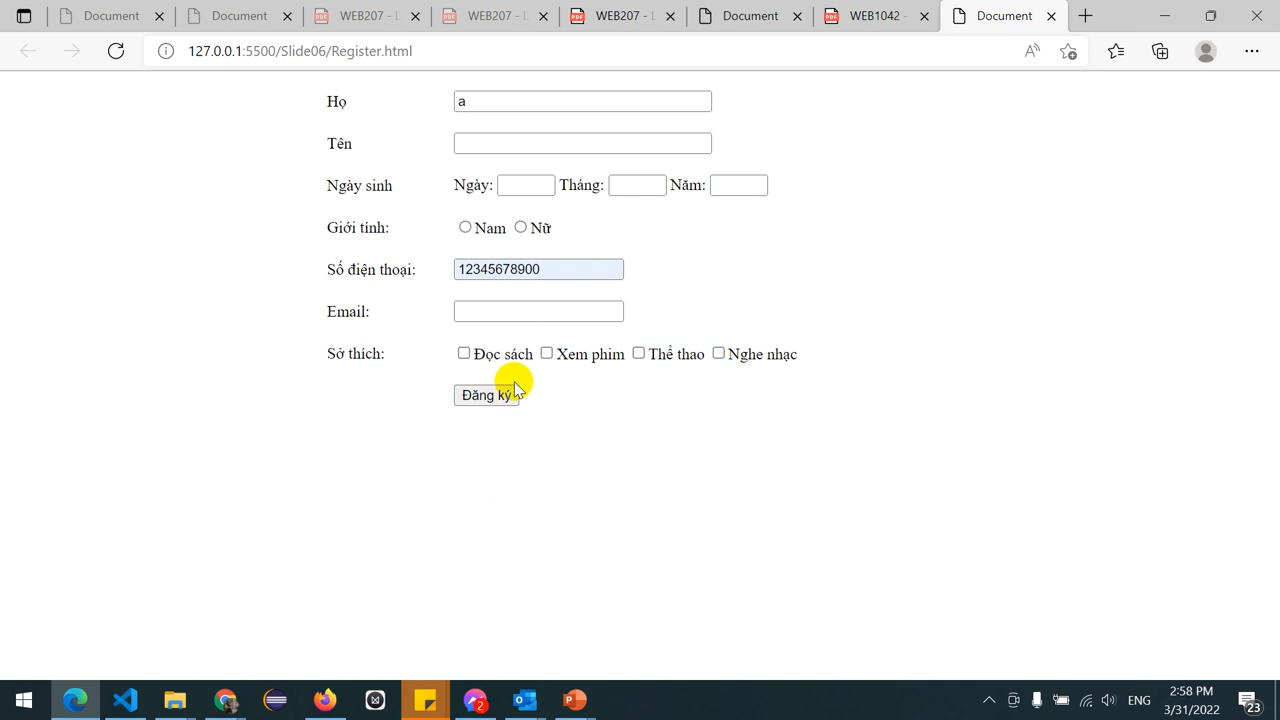 Document
Document
WEB207 - L
WEB207 - L
WEB207 - L
Document
WEB1042 -
Document
127.0.0.1:5500/Slide06/Register.html
Họ a
Tên
Ngày sinh Ngày: Tháng: Năm:
Giới tính: Nam Nữ
Số điện thoại: 12345678900
Email:
Sở thích: Đọc sách Xem phim Thể thao Nghe nhạc
Đăng ký
2
ENG
2:58 PM
3/31/2022
23